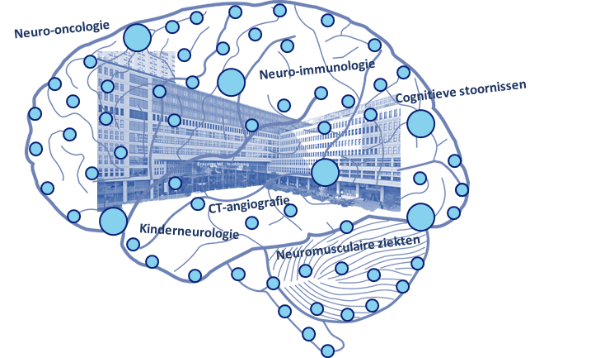 Neuro-oncologie
Neuro-immunologie
Cognitieve stoornissen
CT-angiografie
Kinderneurologie
Neuromusculaire ziekten